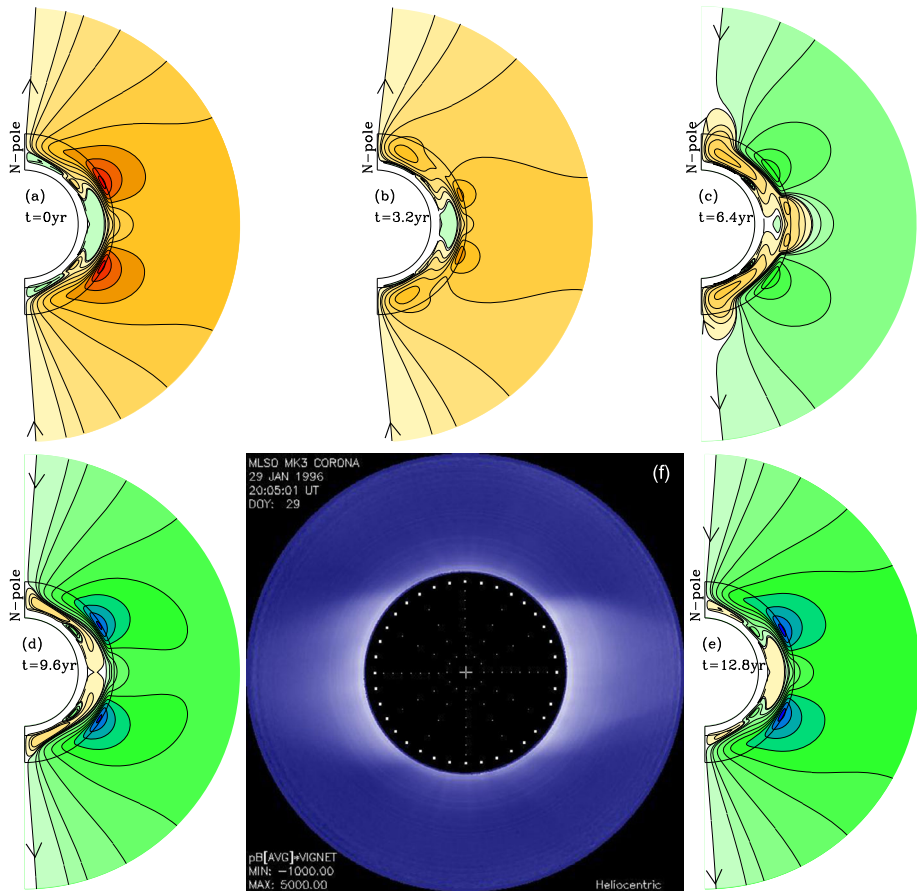 N-pole
(a)
t=0yr
N-pole
(b)
t=3.2yr
N-pole
(c)
t=6.4yr
N-pole
(d)
t=9.6yr
MLSO MK3 CORONA
29 JAN 1996
20:05:01 UT
DOY: 29
(f)
pB[AVG]+VIGNET
MIN: -1000.00
MAX: 5000.00
Heliocentric
N-pole
(e)
t=12.8yr